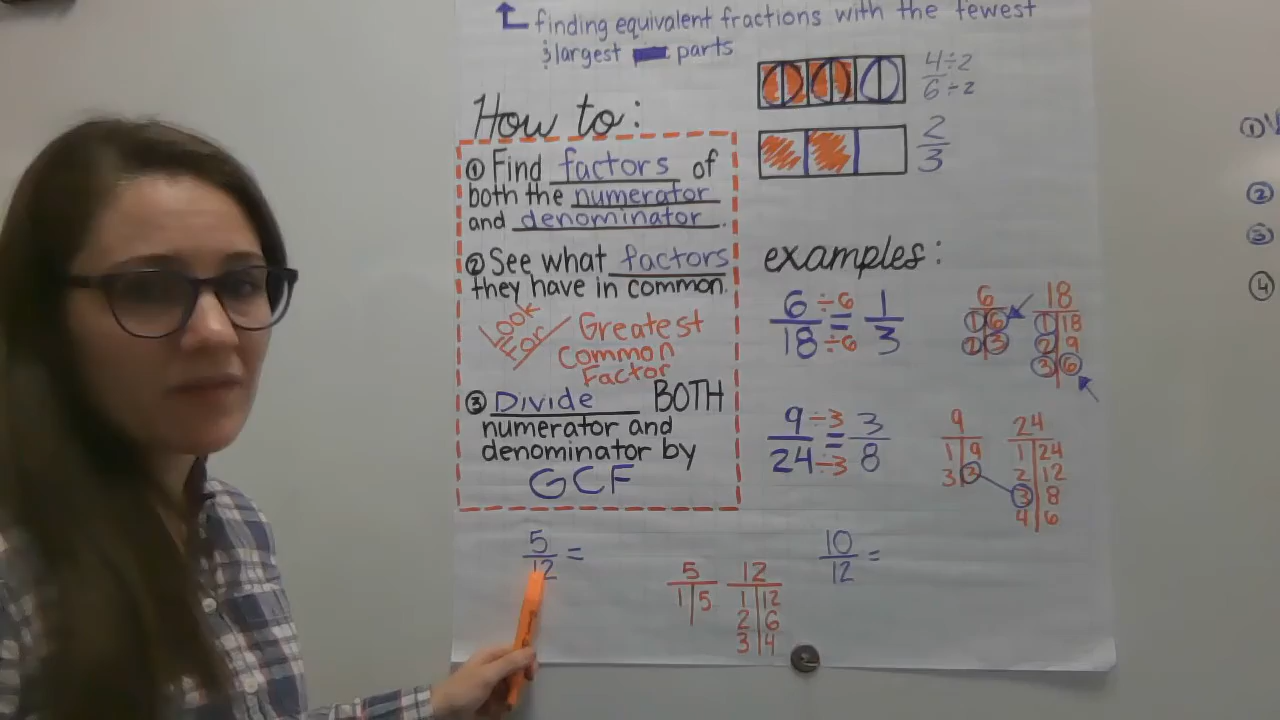 finding equivalent fractions with the fewest
& largest parts
4÷2
6÷2
2
3
How to:
① Find factors of
both the numerator
and denominator.
② See what factors
they have in common.
Look
For
Greatest
Common
Factor
③ Divide BOTH
numerator and
denominator by
GCF
examples:
6÷6 = 1
18÷6 3
6
1 6
2 3
18
1 18
2 9
3 6
9÷3 = 3
24÷3 8
9
1 9
3 3
24
1 24
2 12
3 8
4 6
5
12 =
5
1 5
12
1 12
2 6
3 4
10
12 =
①
②
③
④